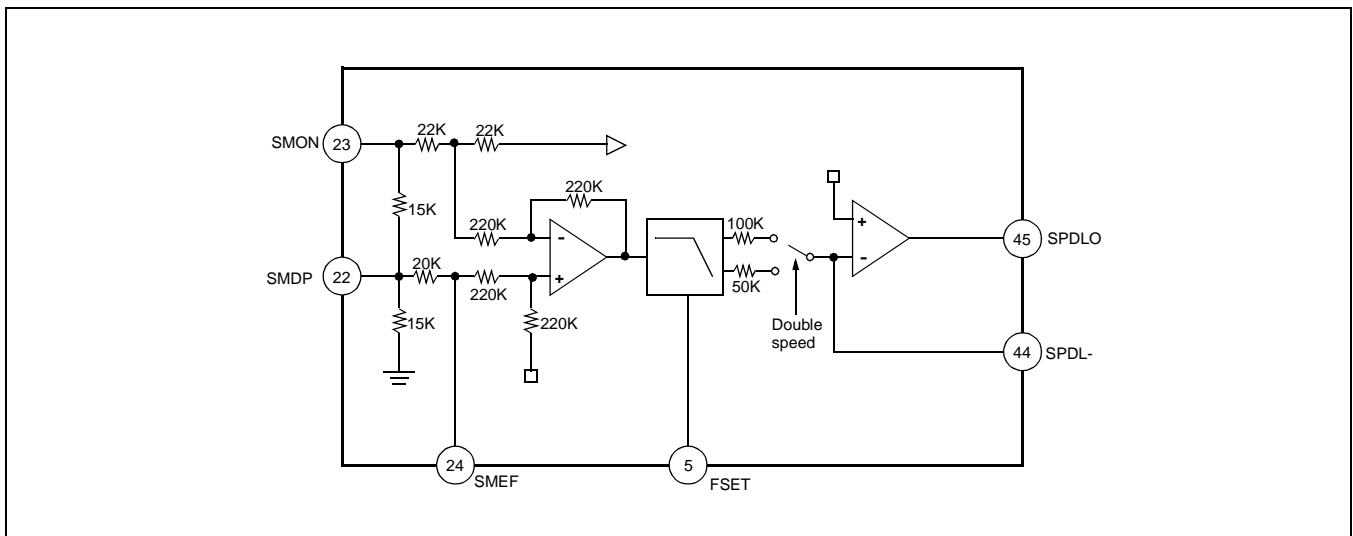 22K 22K
SMON 23
220K
15K
220K
100K
+
45 SPDLO
-
-
20K
SMDP 22
+
220K
50K
15K
220K
Double
speed
44 SPDL-
24 SMEF
5 FSET